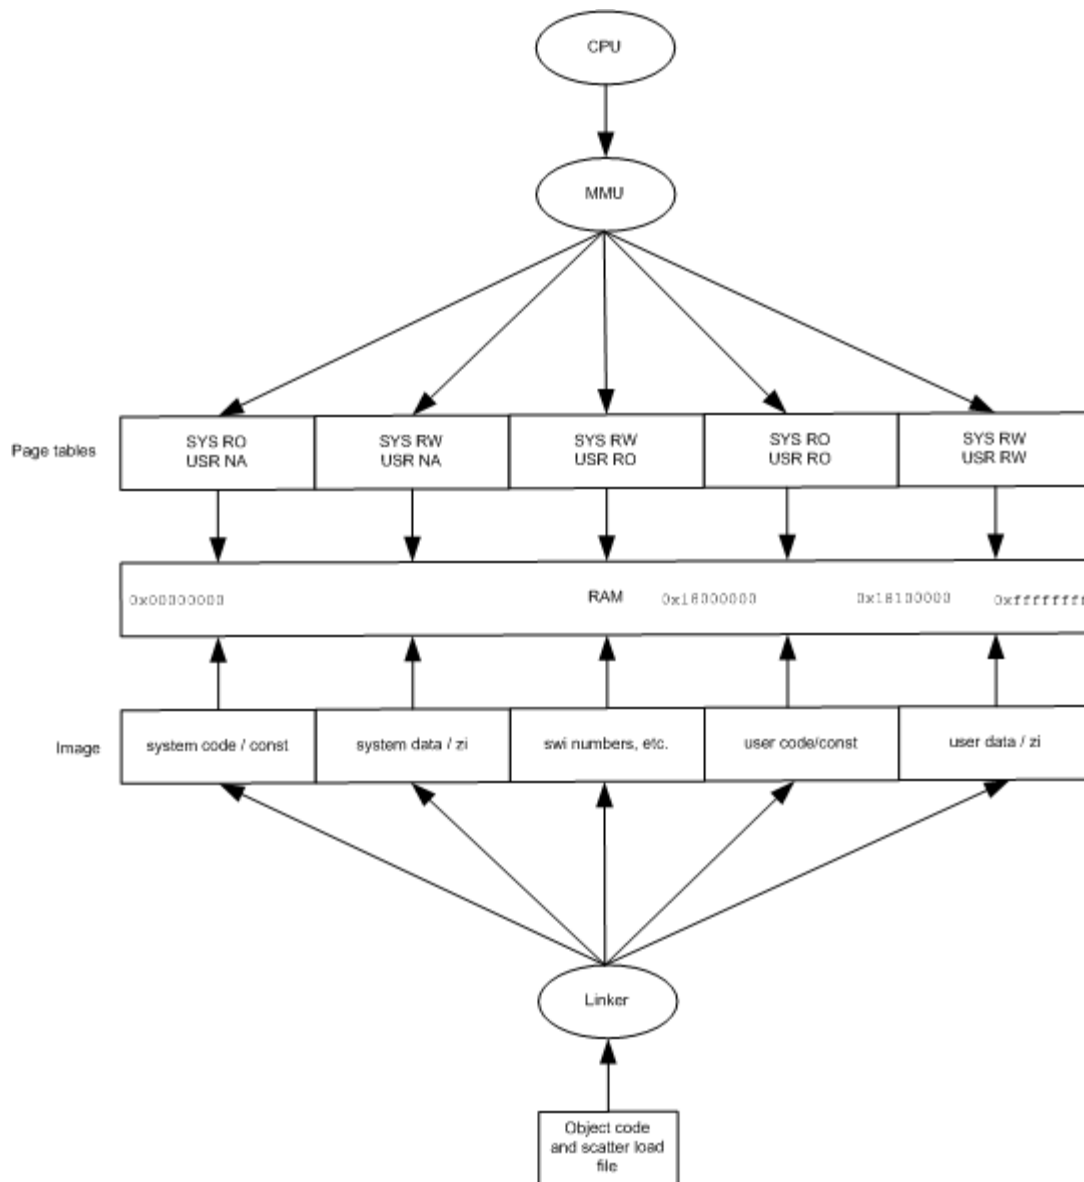 CPU
MMU
Page tables
SYS RO
USR NA
SYS RW
USR NA
SYS RW
USR RO
SYS RO
USR RO
SYS RW
USR RW
0x00000000
RAM
0x18000000
0x18100000
0xffffffff
Image
system code / const
system data / zi
swi numbers, etc.
user code/const
user data / zi
Linker
Object code
and scatter load
file